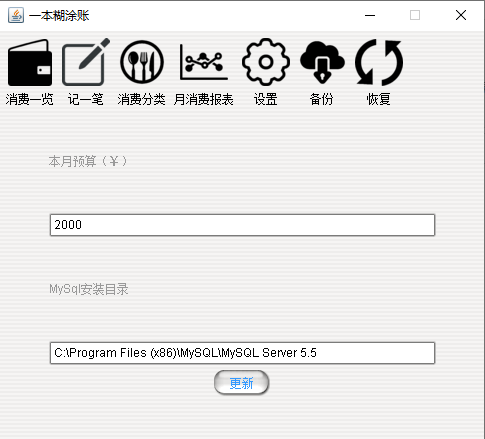 一本糊涂账
消费一览 记一笔 消费分类 月消费报表 设置 备份 恢复
本月预算（￥）
2000
MySql安装目录
C:\Program Files (x86)\MySQL\MySQL Server 5.5
更新